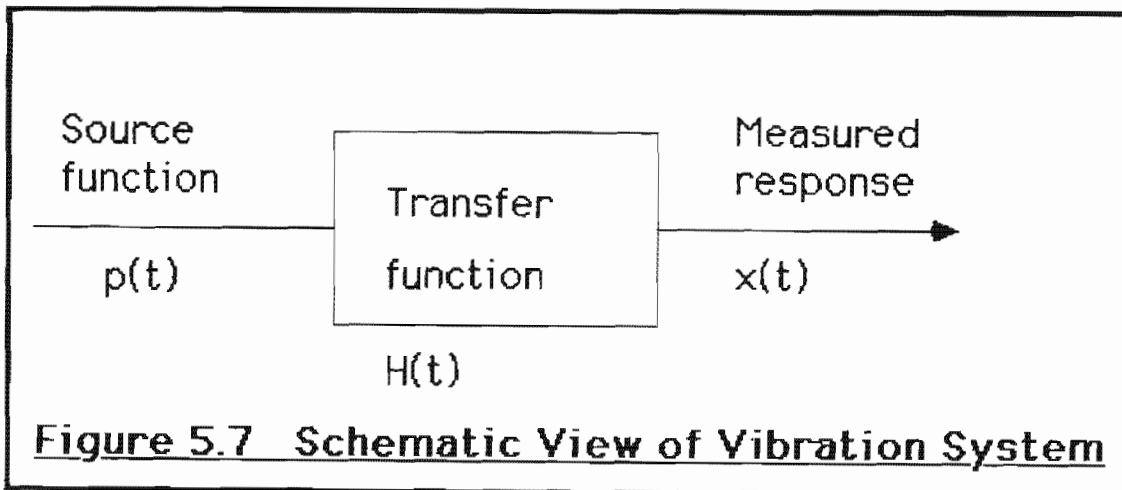 Source
function
p(t)
Transfer
function
H(t)
Measured
response
x(t)
Figure 5.7 Schematic View of Vibration System